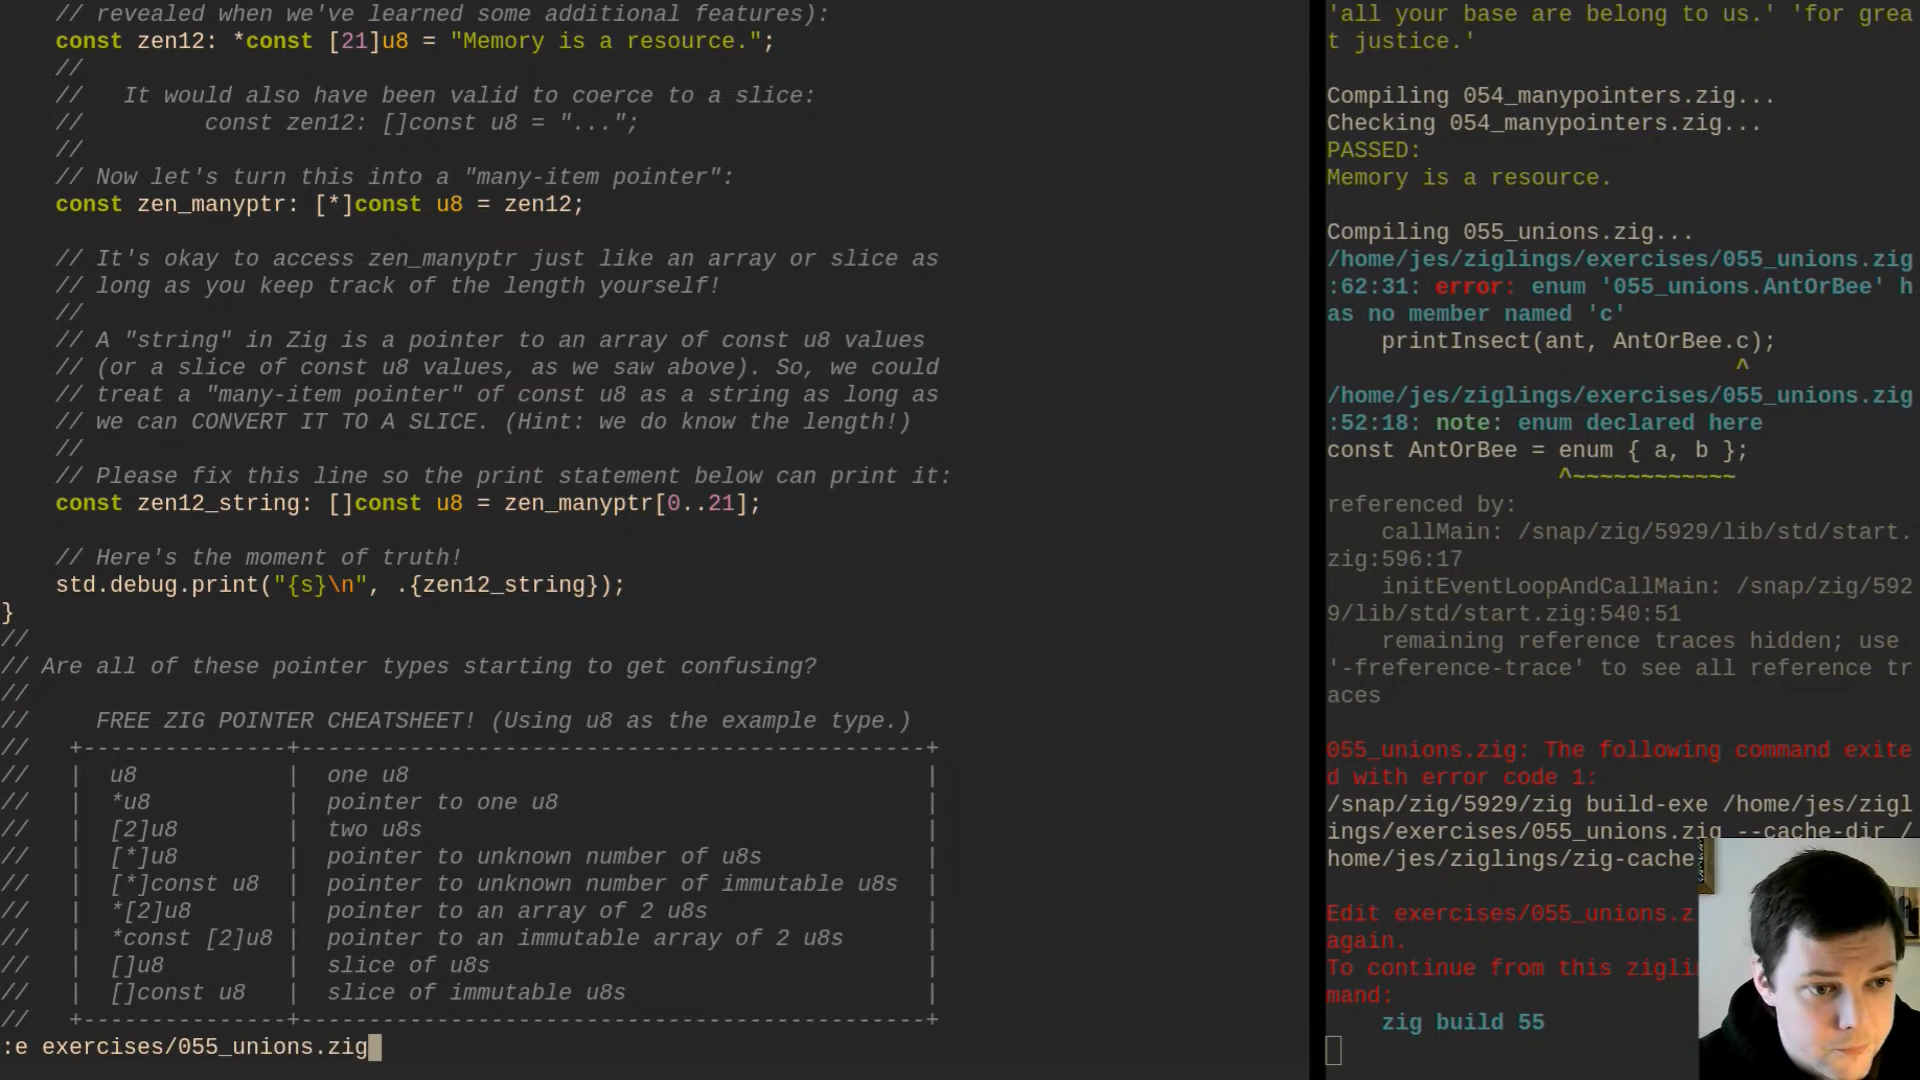 // revealed when we've learned some additional features):
const zen12: *const [21]u8 = "Memory is a resource.";
//
//   It would also have been valid to coerce to a slice:
//         const zen12: []const u8 = "...";
//
// Now let's turn this into a "many-item pointer":
const zen_manyptr: [*]const u8 = zen12;
// It's okay to access zen_manyptr just like an array or slice as
// long as you keep track of the length yourself!
//
// A "string" in Zig is a pointer to an array of const u8 values
// (or a slice of const u8 values, as we saw above). So, we could
// treat a "many-item pointer" of const u8 as a string as long as
// we can CONVERT IT TO A SLICE. (Hint: we do know the length!)
//
// Please fix this line so the print statement below can print it:
const zen12_string: []const u8 = zen_manyptr[0..21];
// Here's the moment of truth!
std.debug.print("{s}\n", .{zen12_string});
}
//
// Are all of these pointer types starting to get confusing?
//
//     FREE ZIG POINTER CHEATSHEET! (Using u8 as the example type.)
//   +---------------+----------------------------------------------+
//   |  u8           |  one u8                                      |
//   |  *u8          |  pointer to one u8                           |
//   |  [2]u8        |  two u8s                                     |
//   |  [*]u8        |  pointer to unknown number of u8s            |
//   |  [*]const u8  |  pointer to unknown number of immutable u8s  |
//   |  *[2]u8       |  pointer to an array of 2 u8s                |
//   |  *const [2]u8 |  pointer to an immutable array of 2 u8s      |
//   |  []u8         |  slice of u8s                                |
//   |  []const u8   |  slice of immutable u8s                      |
//   +---------------+----------------------------------------------+
:e exercises/055_unions.zig
'all your base are belong to us.' 'for grea
t justice.'
Compiling 054_manypointers.zig...
Checking 054_manypointers.zig...
PASSED:
Memory is a resource.
Compiling 055_unions.zig...
/home/jes/ziglings/exercises/055_unions.zig
:62:31: error: enum '055_unions.AntOrBee' h
as no member named 'c'
    printInsect(ant, AntOrBee.c);
                              ^
/home/jes/ziglings/exercises/055_unions.zig
:52:18: note: enum declared here
const AntOrBee = enum { a, b };
                 ^~~~~~~~~~~~~
referenced by:
    callMain: /snap/zig/5929/lib/std/start.
zig:596:17
    initEventLoopAndCallMain: /snap/zig/592
9/lib/std/start.zig:540:51
    remaining reference traces hidden; use
'-freference-trace' to see all reference tr
aces
055_unions.zig: The following command exite
d with error code 1:
/snap/zig/5929/zig build-exe /home/jes/zigl
ings/exercises/055_unions.zig --cache-dir /
home/jes/ziglings/zig-cache
Edit exercises/055_unions.z
again.
To continue from this zigli
mand:
    zig build 55